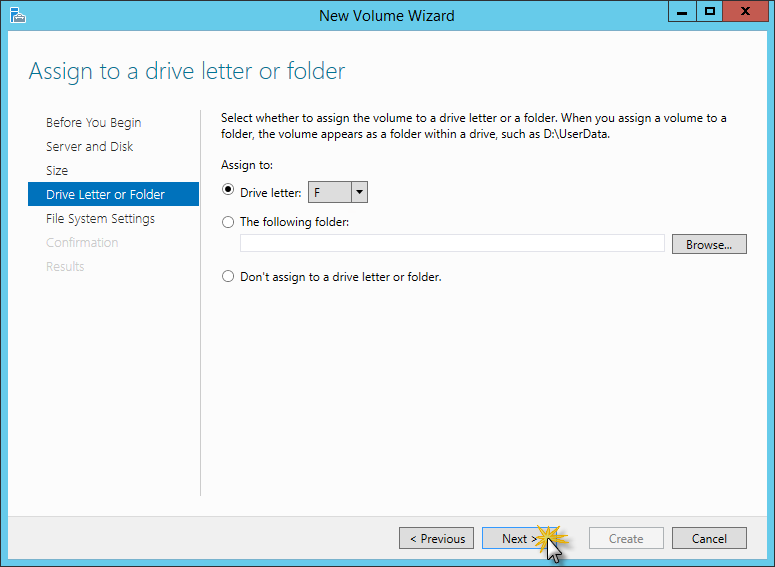 New Volume Wizard
Assign to a drive letter or folder
Before You Begin
Server and Disk
Size
Drive Letter or Folder
File System Settings
Confirmation
Results
Select whether to assign the volume to a drive letter or a folder. When you assign a volume to a
folder, the volume appears as a folder within a drive, such as D:\UserData.
Assign to:
Drive letter: F
The following folder:
Browse...
Don't assign to a drive letter or folder.
< Previous
Next >
Create
Cancel